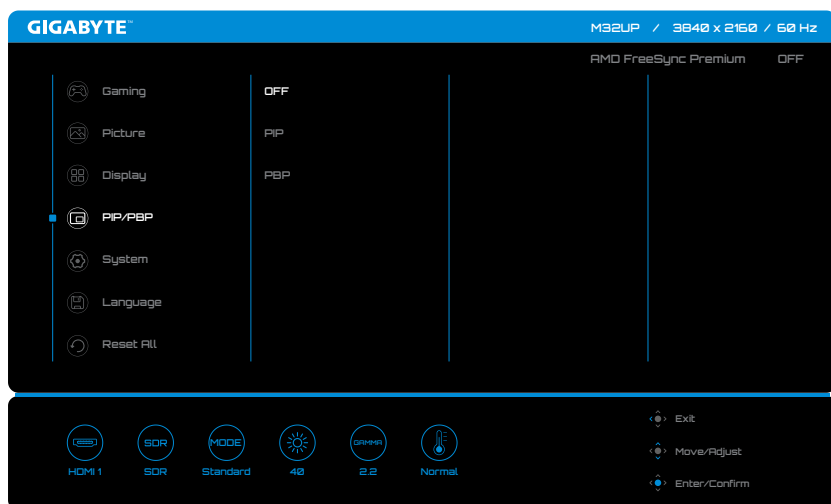 GIGABYTE™
M32UP / 3840 x 2160 / 60 Hz
AMD FreeSync Premium OFF
Gaming
OFF
Picture
PIP
Display
PBP
PIP/PBP
System
Language
Reset All
Exit
SDR
MODE
GAMMA
Move/Adjust
HDMI 1
SDR
Standard
40
2.2
Normal
Enter/Confirm